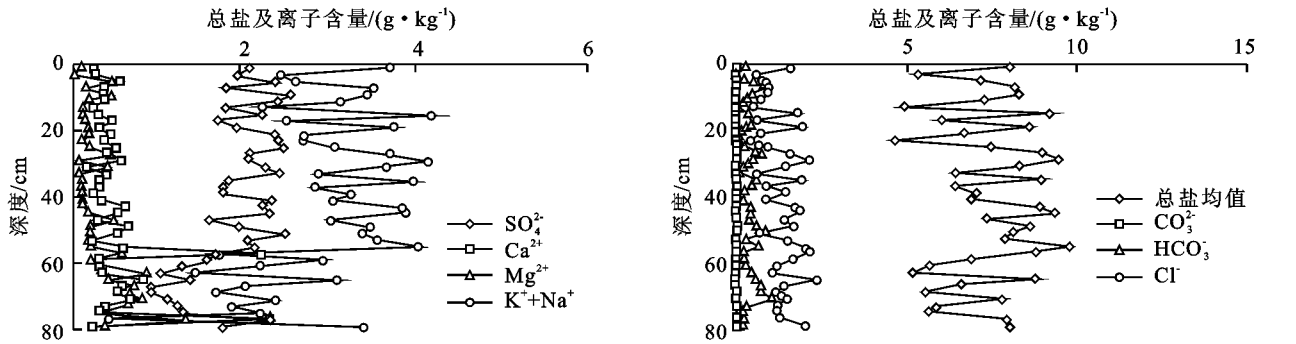 总盐及离子含量/(g·kg⁻¹)
2 4 6
0
20
40
60
80
深度/cm
SO₄²⁻
Ca²⁺
Mg²⁺
K⁺+Na⁺
总盐及离子含量/(g·kg⁻¹)
5 10 15
0
20
40
60
80
深度/cm
总盐均值
CO₃²⁻
HCO₃⁻
Cl⁻